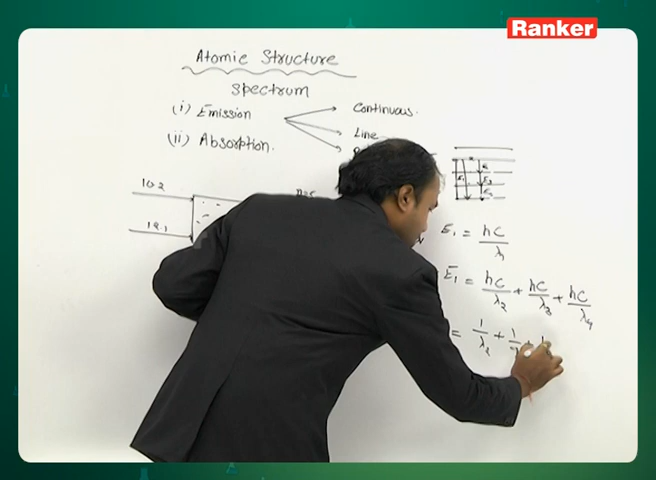 Ranker
Atomic Structure
Spectrum
(i) Emission
Continuous.
Line
(ii) Absorption.
10.2
12.1
E₁ = hc/λ₁
E₁ = hc/λ₂ + hc/λ₃ + hc/λ₄
= 1/λ₂ + 1/